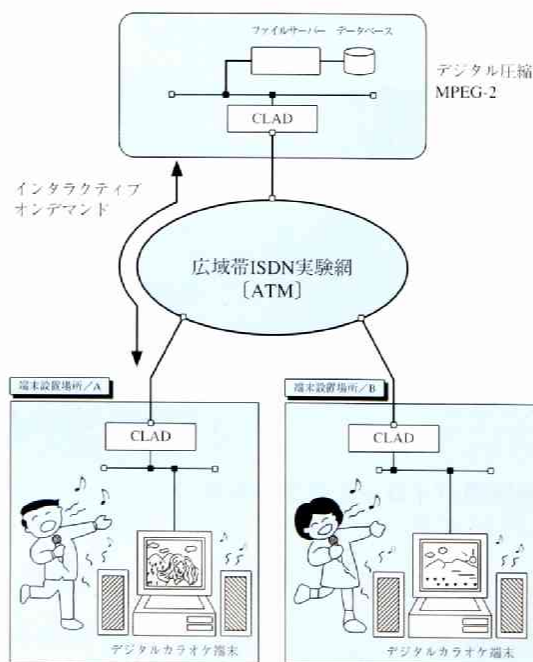 ファイルサーバー データベース
デジタル圧縮
MPEG-2
CLAD
インタラクティブ
オンデマンド
広域帯ISDN実験網
〔ATM〕
端末設置場所／A
CLAD
デジタルカラオケ端末
端末設置場所／B
CLAD
デジタルカラオケ端末